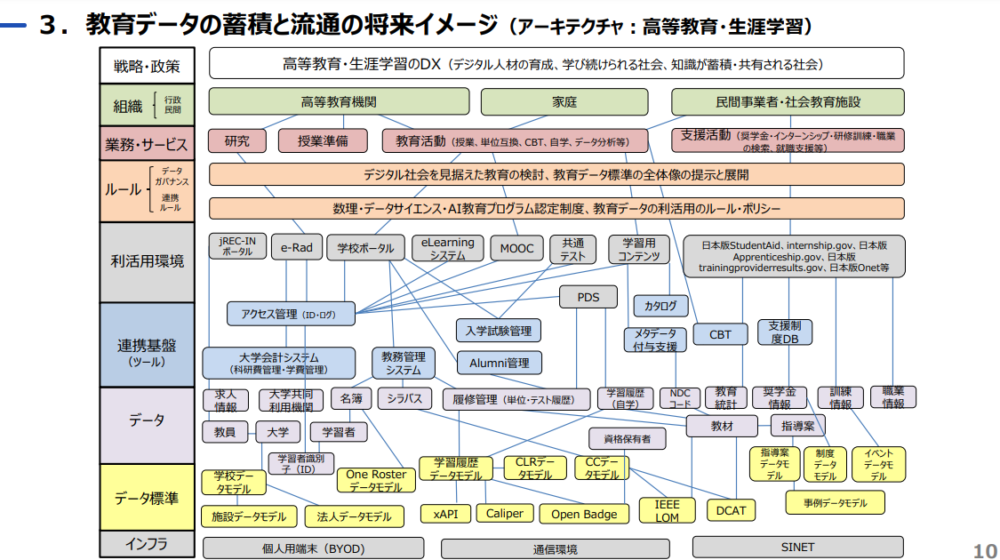 3．教育データの蓄積と流通の将来イメージ（アーキテクチャ：高等教育・生涯学習）
戦略・政策
高等教育・生涯学習のDX（デジタル人材の育成、学び続けられる社会、知識が蓄積・共有される社会）
組織
行政
民間
高等教育機関
家庭
民間事業者・社会教育施設
業務・サービス
研究
授業準備
教育活動（授業、単位互換、CBT、自学、データ分析等）
支援活動（奨学金・インターンシップ・研修訓練・職業
の検索、就職支援等）
ルール
データ
ガバナンス
連携
ルール
デジタル社会を見据えた教育の検討、教育データ標準の全体像の提示と展開
数理・データサイエンス・AI教育プログラム認定制度、教育データの利活用のルール・ポリシー
利活用環境
jREC-IN
ポータル
e-Rad
学校ポータル
eLearning
システム
MOOC
共通
テスト
学習用
コンテンツ
日本版StudentAid、internship.gov、日本版
Apprenticeship.gov、日本版
trainingproviderresults.gov、日本版Onet等
PDS
連携基盤
（ツール）
アクセス管理（ID・ログ）
カタログ
入学試験管理
メタデータ
付与支援
CBT
支援制
度DB
大学会計システム
（科研費管理・学費管理）
教務管理
システム
Alumni管理
データ
求人
情報
大学共同
利用機関
名簿
シラバス
履修管理（単位・テスト履歴）
学習履歴
（自学）
NDC
コード
教育
統計
奨学金
情報
訓練
情報
職業
情報
教員
大学
学習者
資格保有者
教材
指導案
学習者識別
子（ID）
データ標準
学校デー
タモデル
One Roster
データモデル
学習履歴
データモデル
CLRデー
タモデル
CCデー
タモデル
指導案
データモ
デル
制度
データ
モデル
イベント
データモ
デル
施設データモデル
法人データモデル
xAPI
Caliper
Open Badge
IEEE
LOM
DCAT
事例データモデル
インフラ
個人用端末（BYOD）
通信環境
SINET
10